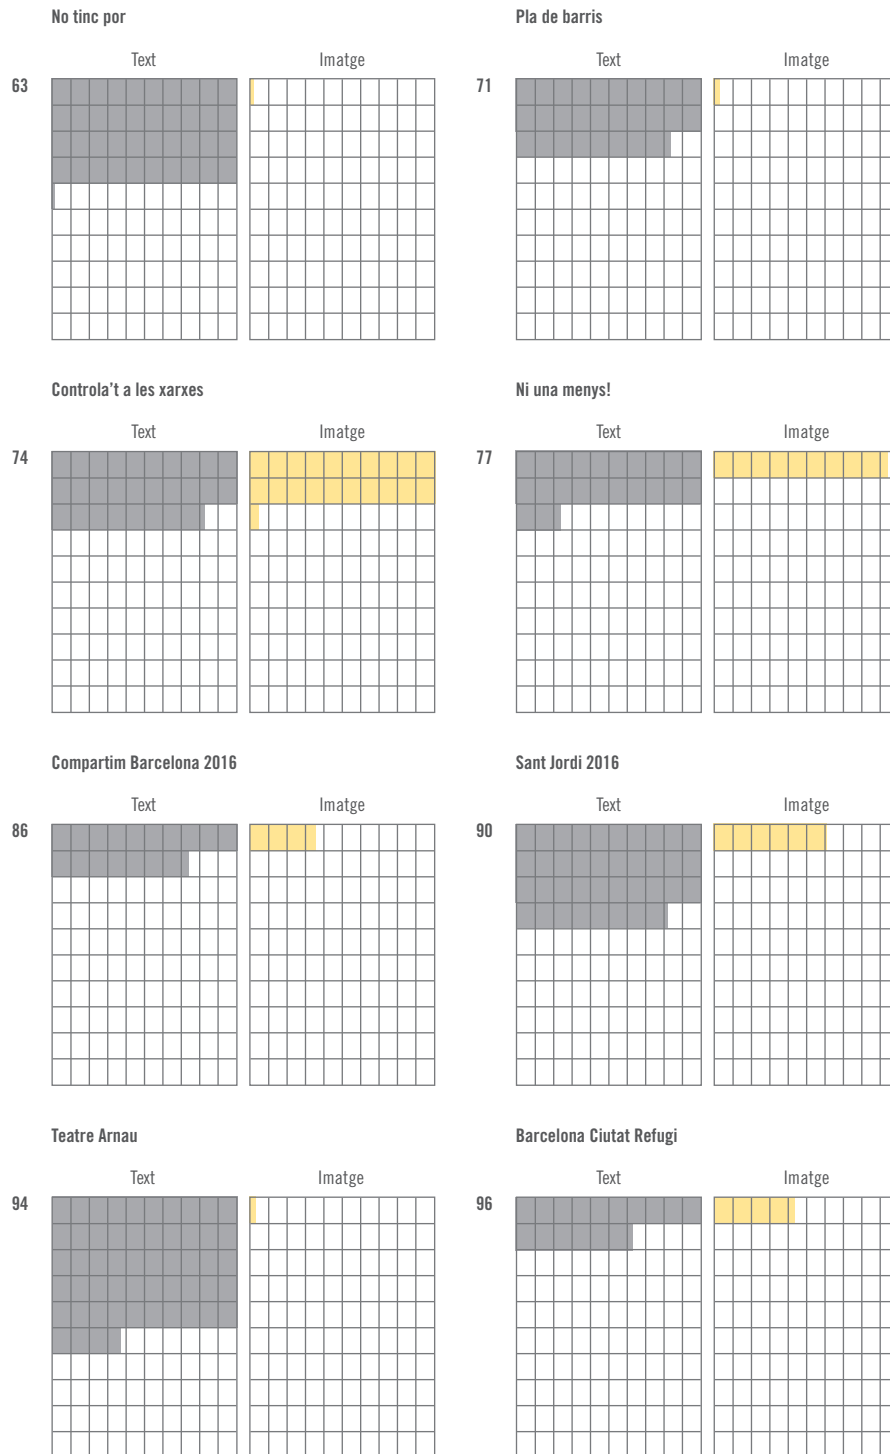 No tinc por
Text
Imatge
63
Pla de barris
Text
Imatge
71
Controla’t a les xarxes
Text
Imatge
74
Ni una menys!
Text
Imatge
77
Compartim Barcelona 2016
Text
Imatge
86
Sant Jordi 2016
Text
Imatge
90
Teatre Arnau
Text
Imatge
94
Barcelona Ciutat Refugi
Text
Imatge
96